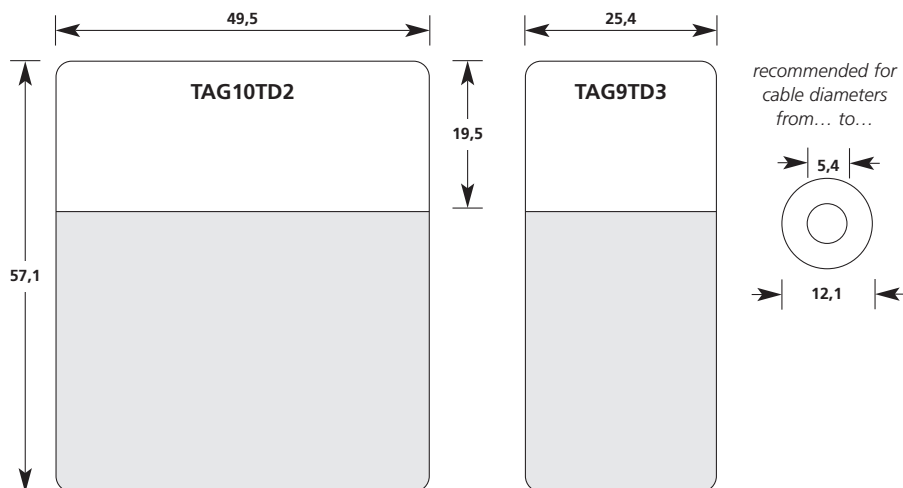 49,5
25,4
TAG10TD2
TAG9TD3
recommended for
cable diameters
from... to...
19,5
5,4
57,1
12,1